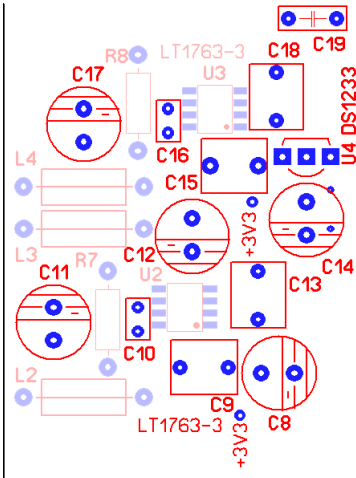 C19
R8
LT1763-3
C18
C17
U3
DS1233
U4
C16
L4
C15
L3
C12
+3V3
C14
C11
R7
U2
C13
C10
L2
C9
C8
LT1763-3
+3V3